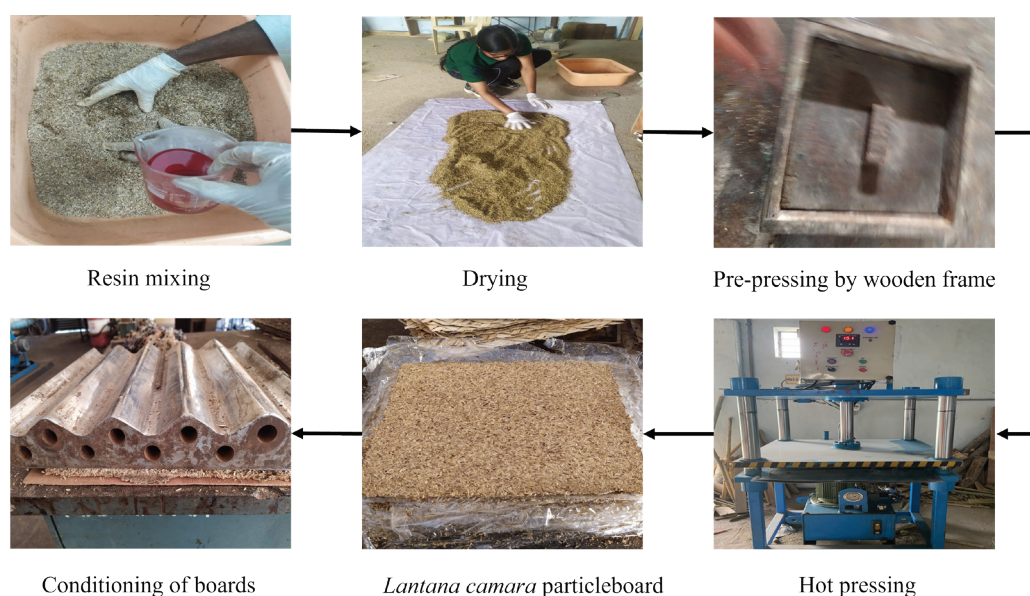 Resin mixing
Drying
Pre-pressing by wooden frame
Conditioning of boards
Lantana camara particleboard
Hot pressing